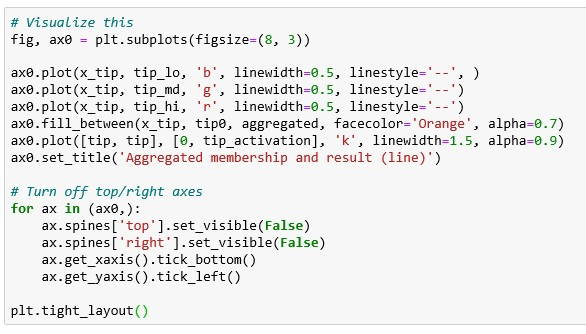 # Visualize this
fig, ax0 = plt.subplots(figsize=(8, 3))

ax0.plot(x_tip, tip_lo, 'b', linewidth=0.5, linestyle='--', )
ax0.plot(x_tip, tip_md, 'g', linewidth=0.5, linestyle='--')
ax0.plot(x_tip, tip_hi, 'r', linewidth=0.5, linestyle='--')
ax0.fill_between(x_tip, tip0, aggregated, facecolor='Orange', alpha=0.7)
ax0.plot([tip, tip], [0, tip_activation], 'k', linewidth=1.5, alpha=0.9)
ax0.set_title('Aggregated membership and result (line)')

# Turn off top/right axes
for ax in (ax0,):
    ax.spines['top'].set_visible(False)
    ax.spines['right'].set_visible(False)
    ax.get_xaxis().tick_bottom()
    ax.get_yaxis().tick_left()

plt.tight_layout()